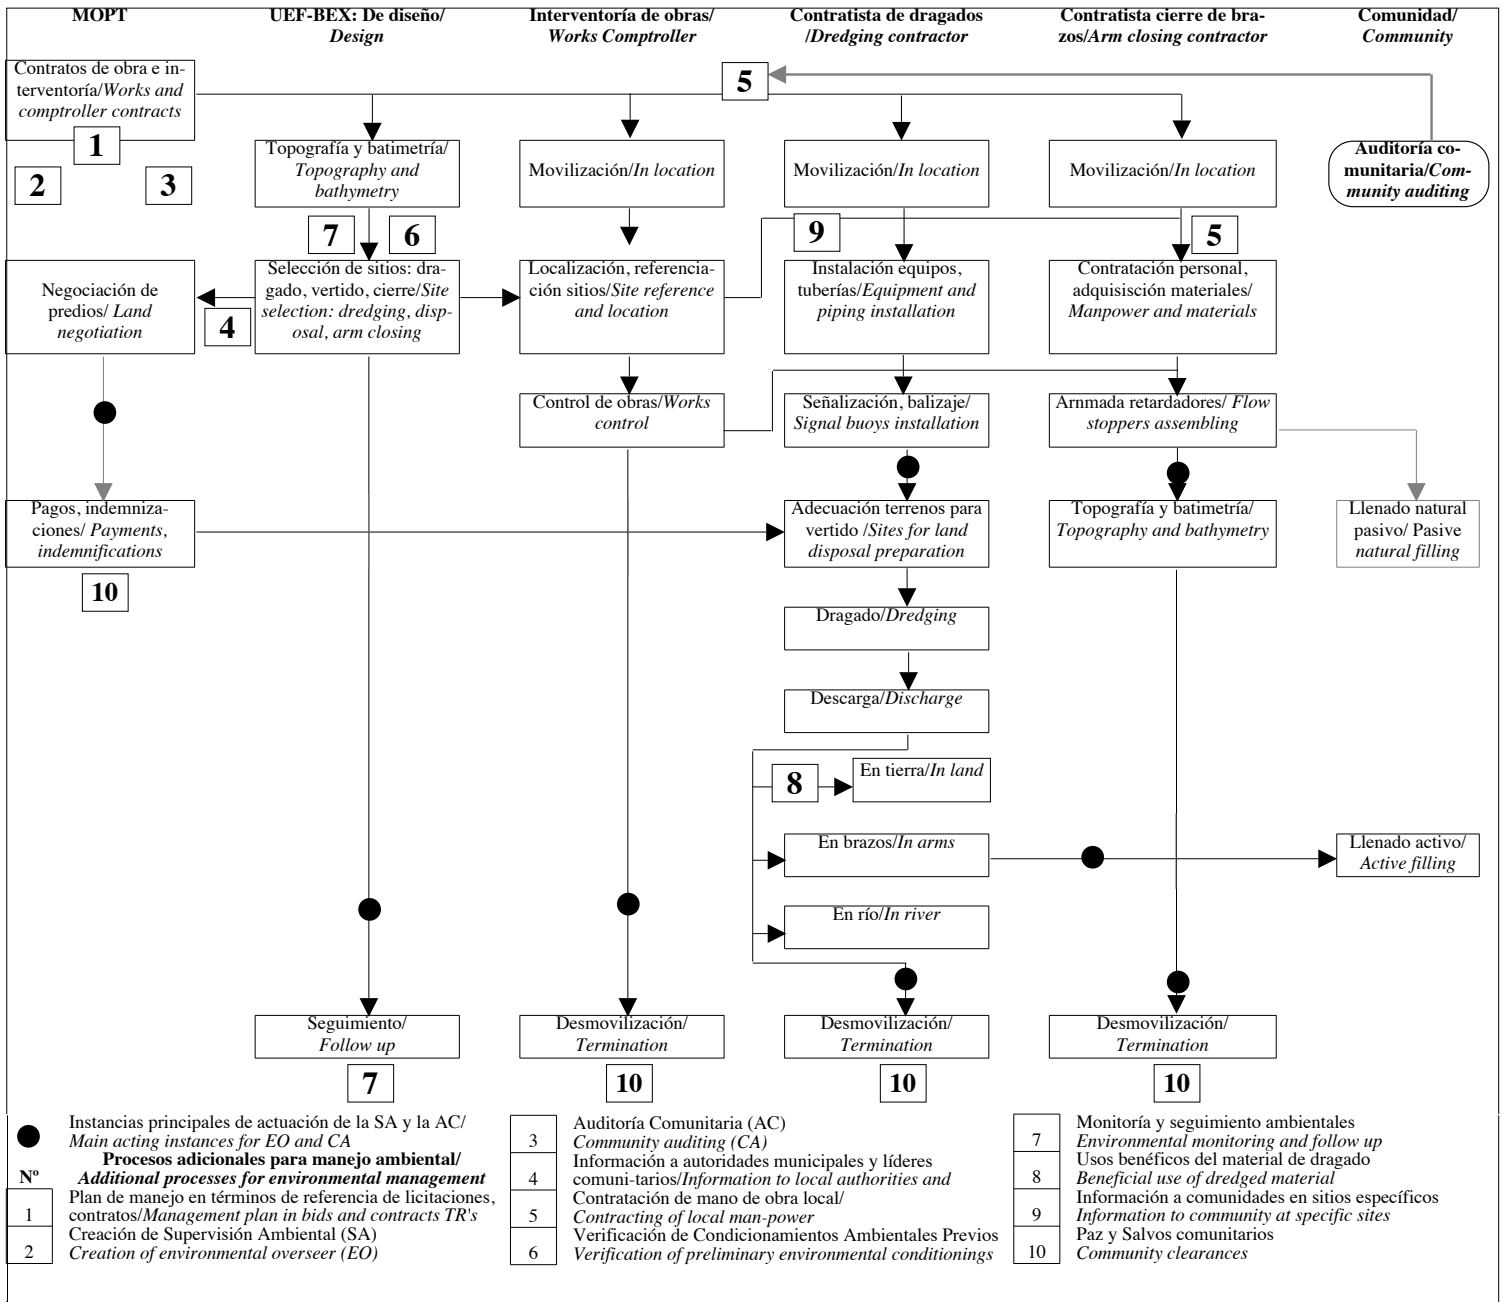 MOPT
UEF-BEX: De diseño/
Design
Interventoría de obras/
Works Comptroller
Contratista de dragados
/Dredging contractor
Contratista cierre de bra-
zos/Arm closing contractor
Comunidad/
Community
Contratos de obra e in-
terventoría/Works and
comptroller contracts
1
2
3
5
Topografía y batimetría/
Topography and
bathymetry
Movilización/In location
Movilización/In location
Movilización/In location
Auditoría co-
munitaria/Com-
munity auditing
7
6
9
5
Negociación de
predios/ Land
negotiation
4
Selección de sitios: dra-
gado, vertido, cierre/Site
selection: dredging, disp-
osal, arm closing
Localización, referencia-
ción sitios/Site reference
and location
Instalación equipos,
tuberías/Equipment and
piping installation
Contratación personal,
adquisisción materiales/
Manpower and materials
Control de obras/Works
control
Señalización, balizaje/
Signal buoys installation
Arnmada retardadores/ Flow
stoppers assembling
Pagos, indemniza-
ciones/ Payments,
indemnifications
10
Adecuación terrenos para
vertido /Sites for land
disposal preparation
Topografía y batimetría/
Topography and bathymetry
Llenado natural
pasivo/ Pasive
natural filling
Dragado/Dredging
Descarga/Discharge
8
En tierra/In land
En brazos/In arms
Llenado activo/
Active filling
En río/In river
Seguimiento/
Follow up
Desmovilización/
Termination
Desmovilización/
Termination
Desmovilización/
Termination
7
10
10
10
Instancias principales de actuación de la SA y la AC/
Main acting instances for EO and CA
Procesos adicionales para manejo ambiental/
Nº Additional processes for environmental management
Plan de manejo en términos de referencia de licitaciones,
1 contratos/Management plan in bids and contracts TR's
Creación de Supervisión Ambiental (SA)
2 Creation of environmental overseer (EO)
Auditoría Comunitaria (AC)
3 Community auditing (CA)
Información a autoridades municipales y líderes
4 comuni-tarios/Information to local authorities and
Contratación de mano de obra local/
5 Contracting of local man-power
Verificación de Condicionamientos Ambientales Previos
6 Verification of preliminary environmental conditionings
Monitoría y seguimiento ambientales
7 Environmental monitoring and follow up
Usos benéficos del material de dragado
8 Beneficial use of dredged material
Información a comunidades en sitios específicos
9 Information to community at specific sites
Paz y Salvos comunitarios
10 Community clearances